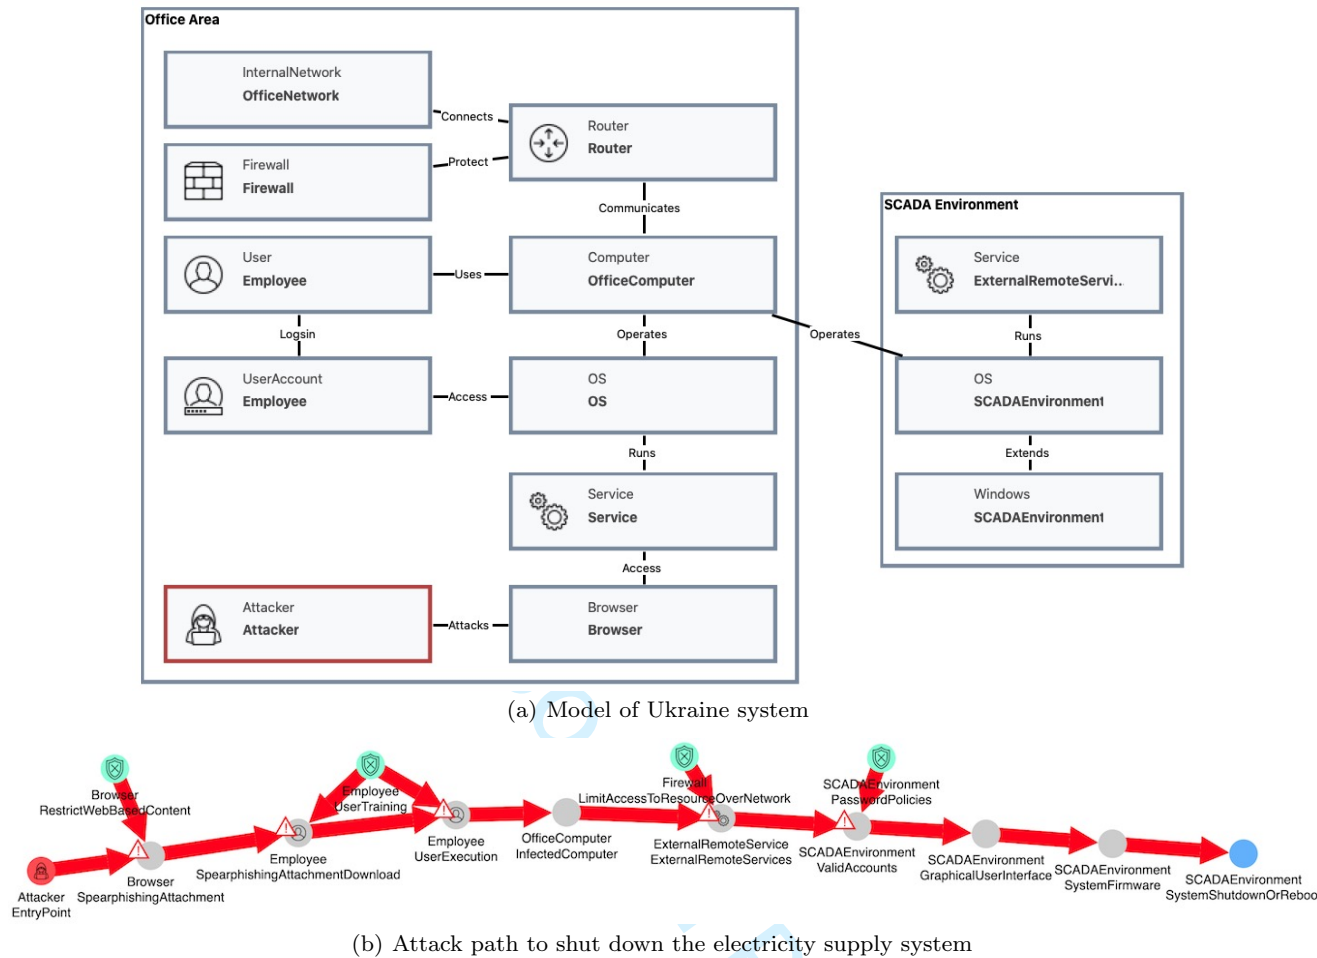 Office Area
InternalNetwork
OfficeNetwork
Connects
Router
Router
Firewall
Firewall
Protect
Communicates
User
Employee
Uses
Computer
OfficeComputer
Logsin
Operates
Operates
UserAccount
Employee
Access
OS
OS
Runs
Service
Service
Access
Attacker
Attacker
Attacks
Browser
Browser
SCADA Environment
Service
ExternalRemoteServi..
Runs
OS
SCADAEnvironment
Extends
Windows
SCADAEnvironment
(a) Model of Ukraine system
Browser
RestrictWebBasedContent
Employee
UserTraining
Firewall
LimitAccessToResourceOverNetwork
SCADAEnvironment
PasswordPolicies
Attacker
EntryPoint
Browser
SpearphishingAttachment
Employee
SpearphishingAttachmentDownload
Employee
UserExecution
OfficeComputer
InfectedComputer
ExternalRemoteService
ExternalRemoteServices
SCADAEnvironment
ValidAccounts
SCADAEnvironment
GraphicalUserInterface
SCADAEnvironment
SystemFirmware
SCADAEnvironment
SystemShutdownOrReboo
(b) Attack path to shut down the electricity supply system